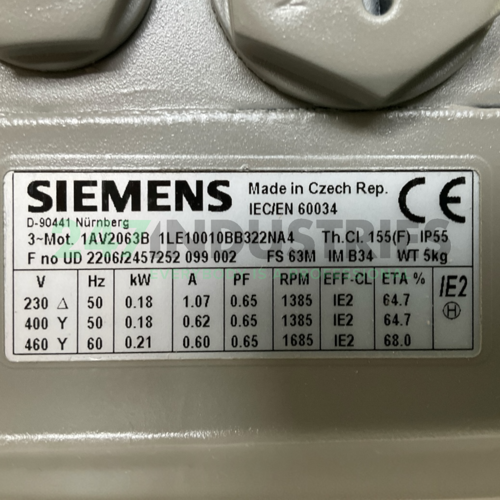 SIEMENS
Made in Czech Rep.
IEC/EN 60034
CE
D-90441 Nürnberg
3~Mot. 1AV2063B 1LE10010BB322NA4 Th.Cl. 155(F) IP55
F no UD 2206/2457252 099 002 FS 63M IM B34 WT 5kg
V Hz kW A PF RPM EFF-CL ETA %
230 Δ 50 0.18 1.07 0.65 1385 IE2 64.7
400 Y 50 0.18 0.62 0.65 1385 IE2 64.7
460 Y 60 0.21 0.60 0.65 1685 IE2 68.0
IE2
H
INDUSTRIES